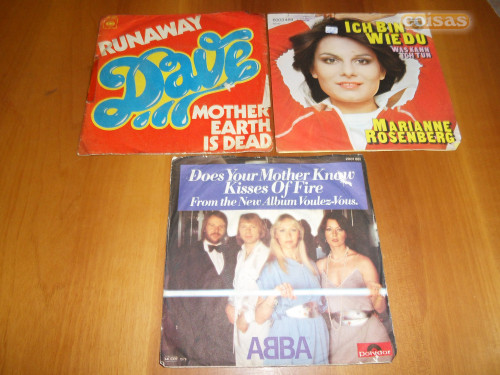 RUNAWAY
Dave
MOTHER
EARTH
IS DEAD
coisas
ICH BIN
WIE DU
WAS KANN
ICH TUN
MARIANNE
ROSENBERG
Does Your Mother Know
Kisses Of Fire
From the New Album Voulez-Vous.
ABBA
Polydor